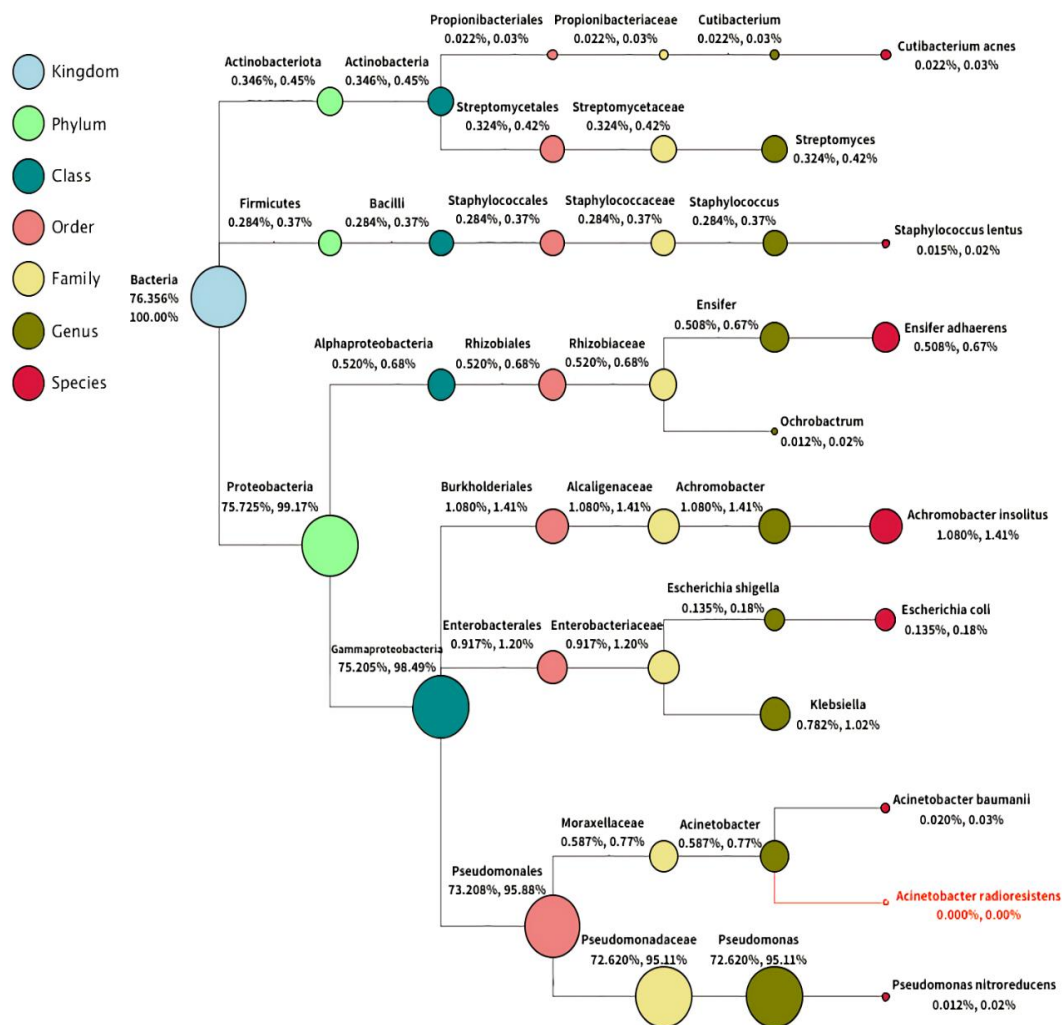 Kingdom
Phylum
Class
Order
Family
Genus
Species
Bacteria
76.356%
100.00%
Actinobacteriota
0.346%, 0.45%
Actinobacteria
0.346%, 0.45%
Propionibacteriales
0.022%, 0.03%
Propionibacteriaceae
0.022%, 0.03%
Cutibacterium
0.022%, 0.03%
Cutibacterium acnes
0.022%, 0.03%
Streptomycetales
0.324%, 0.42%
Streptomycetaceae
0.324%, 0.42%
Streptomyces
0.324%, 0.42%
Firmicutes
0.284%, 0.37%
Bacilli
0.284%, 0.37%
Staphylococcales
0.284%, 0.37%
Staphylococcaceae
0.284%, 0.37%
Staphylococcus
0.284%, 0.37%
Staphylococcus lentus
0.015%, 0.02%
Proteobacteria
75.725%, 99.17%
Alphaproteobacteria
0.520%, 0.68%
Rhizobiales
0.520%, 0.68%
Rhizobiaceae
0.520%, 0.68%
Ensifer
0.508%, 0.67%
Ensifer adhaerens
0.508%, 0.67%
Ochrobactrum
0.012%, 0.02%
Gammaproteobacteria
75.205%, 98.49%
Burkholderiales
1.080%, 1.41%
Alcaligenaceae
1.080%, 1.41%
Achromobacter
1.080%, 1.41%
Achromobacter insolitus
1.080%, 1.41%
Enterobacterales
0.917%, 1.20%
Enterobacteriaceae
0.917%, 1.20%
Escherichia shigella
0.135%, 0.18%
Escherichia coli
0.135%, 0.18%
Klebsiella
0.782%, 1.02%
Pseudomonales
73.208%, 95.88%
Moraxellaceae
0.587%, 0.77%
Acinetobacter
0.587%, 0.77%
Acinetobacter baumanii
0.020%, 0.03%
Acinetobacter radioresistens
0.000%, 0.00%
Pseudomonadaceae
72.620%, 95.11%
Pseudomonas
72.620%, 95.11%
Pseudomonas nitroreducens
0.012%, 0.02%